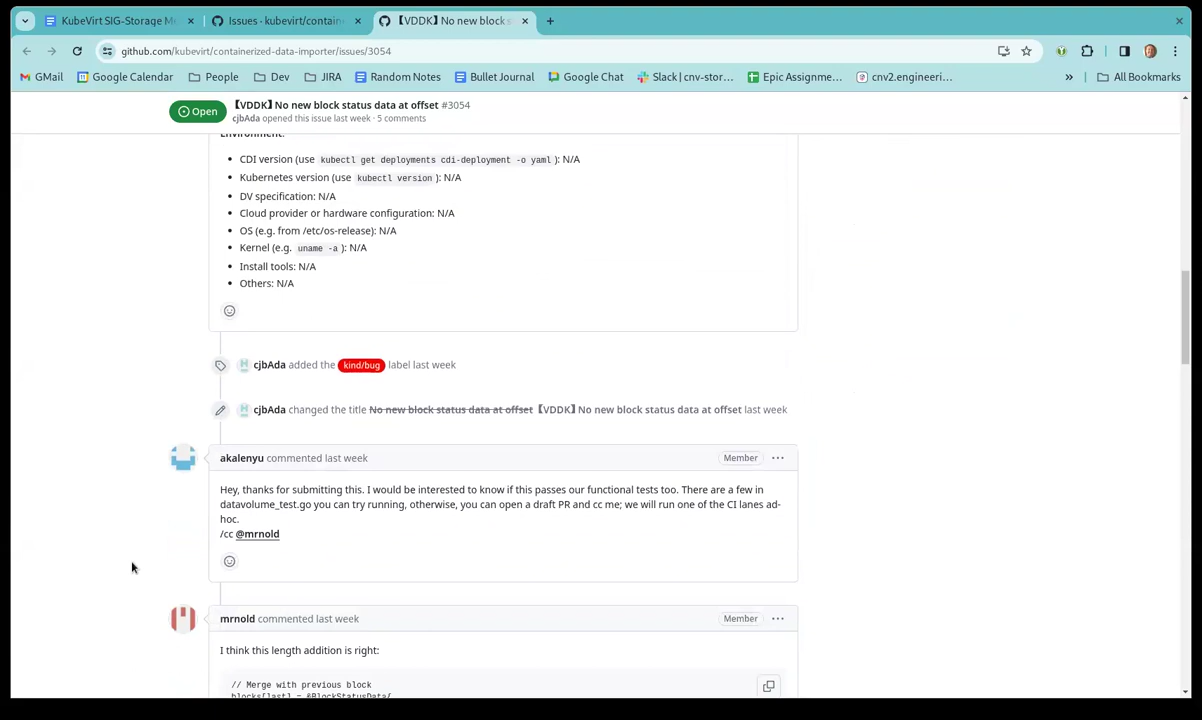 KubeVirt SIG-Storage Me
Issues · kubevirt/contain
【VDDK】No new block s
github.com/kubevirt/containerized-data-importer/issues/3054
GMail
Google Calendar
People
Dev
JIRA
Random Notes
Bullet Journal
Google Chat
Slack | cnv-stor...
Epic Assignme...
cnv2.engineeri...
»
All Bookmarks
Open
【VDDK】No new block status data at offset #3054
cjbAda opened this issue last week · 5 comments
Environment:
• CDI version (use kubectl get deployments cdi-deployment -o yaml ): N/A
• Kubernetes version (use kubectl version ): N/A
• DV specification: N/A
• Cloud provider or hardware configuration: N/A
• OS (e.g. from /etc/os-release): N/A
• Kernel (e.g. uname -a ): N/A
• Install tools: N/A
• Others: N/A
cjbAda added the kind/bug label last week
cjbAda changed the title No new block status data at offset 【VDDK】No new block status data at offset last week
akalenyu commented last week
Member
Hey, thanks for submitting this. I would be interested to know if this passes our functional tests too. There are a few in
datavolume_test.go you can try running, otherwise, you can open a draft PR and cc me; we will run one of the CI lanes ad-
hoc.
/cc @mrnold
mrnold commented last week
Member
I think this length addition is right:
// Merge with previous block
blocks[last] = &BlockStatusData{